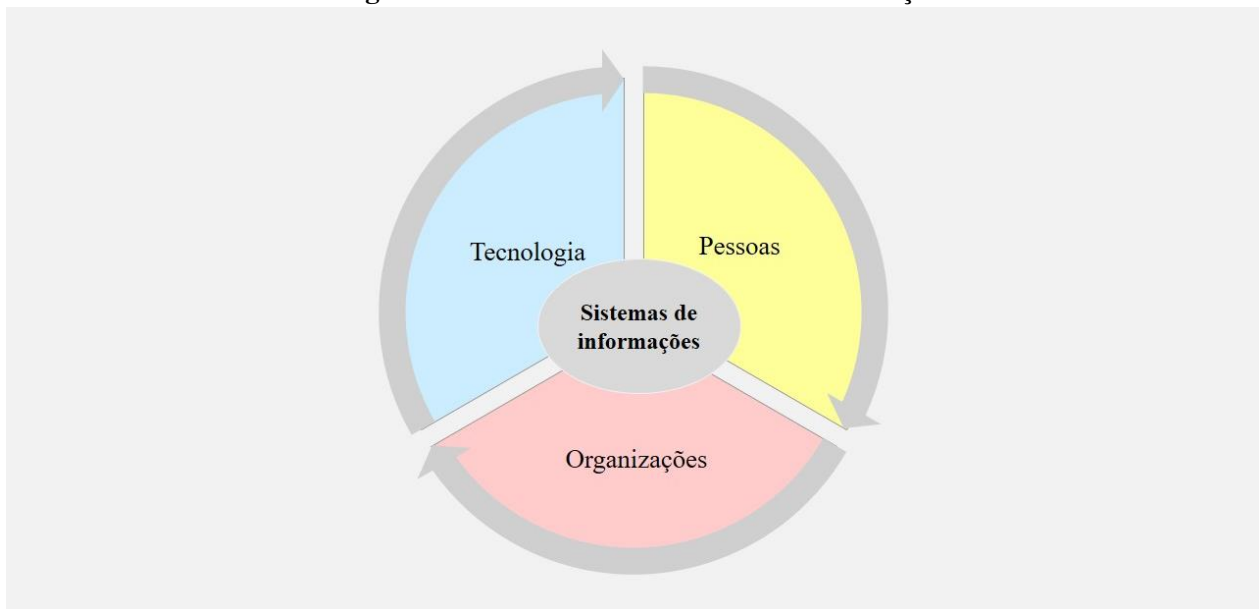 Tecnologia
Pessoas
Sistemas de
informações
Organizações